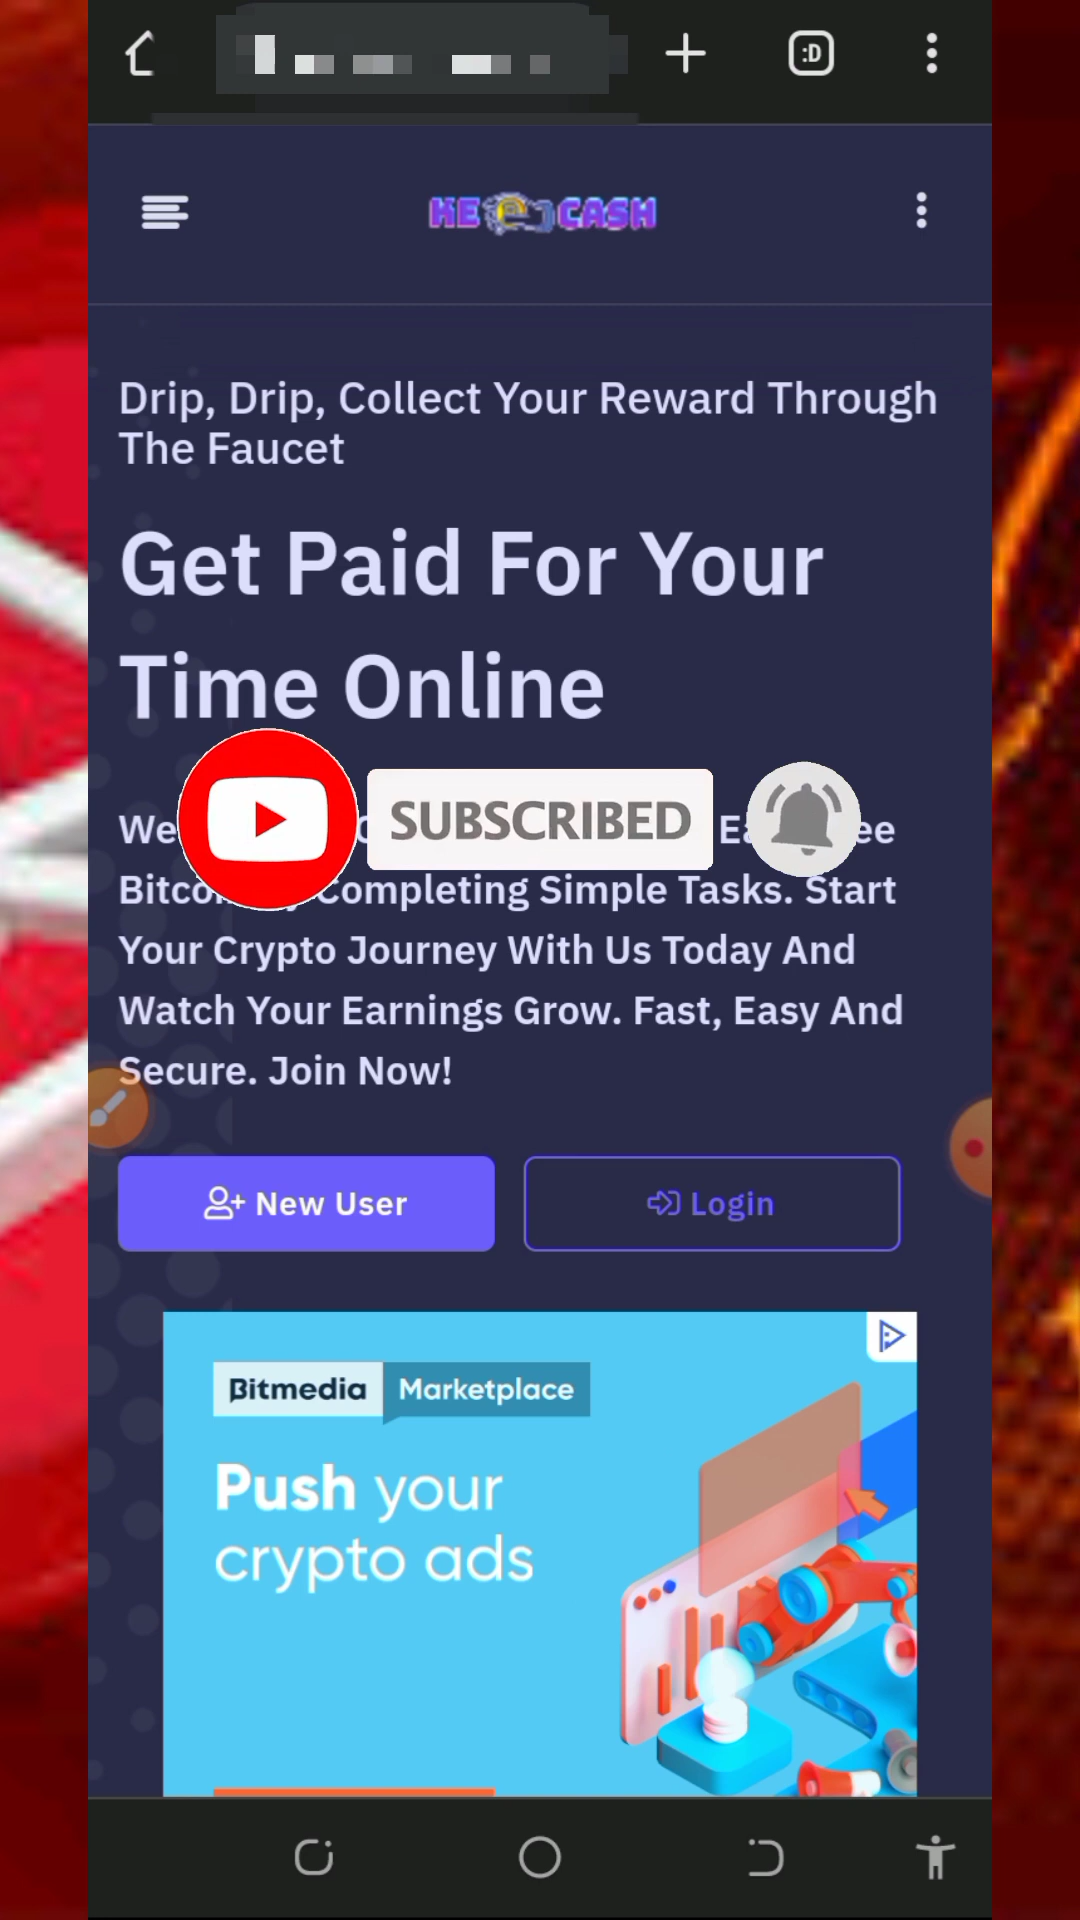 :D
KE CASH
Drip, Drip, Collect Your Reward Through
The Faucet
Get Paid For Your
Time Online
SUBSCRIBED
Completing Simple Tasks. Start
Your Crypto Journey With Us Today And
Watch Your Earnings Grow. Fast, Easy And
Secure. Join Now!
New User
Login
Bitmedia Marketplace
Push your
crypto ads